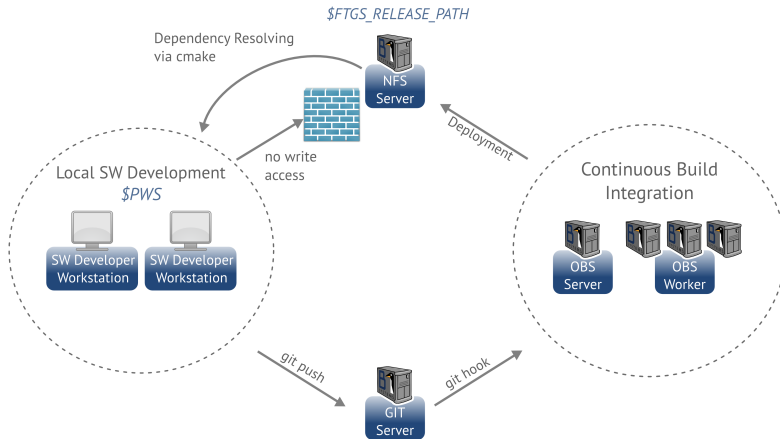 $FTGS_RELEASE_PATH
Dependency Resolving
via cmake
NFS
Server
no write
access
Deployment
Local SW Development
$PWS
SW Developer
Workstation
SW Developer
Workstation
Continuous Build
Integration
OBS
Server
OBS
Worker
git push
git hook
GIT
Server